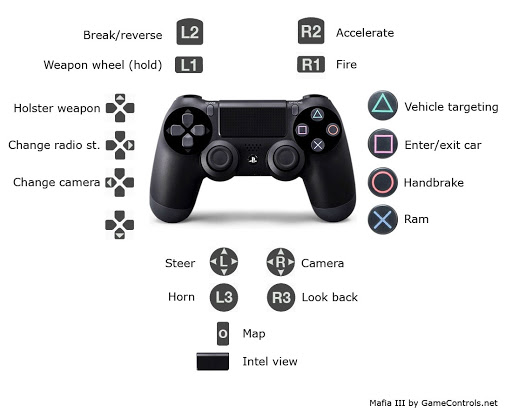 Break/reverse L2 R2 Accelerate
Weapon wheel (hold) L1 R1 Fire
Holster weapon Vehicle targeting
Change radio st. Enter/exit car
Change camera Handbrake
Ram
Steer L R Camera
Horn L3 R3 Look back
O Map
Intel view
Mafia III by GameControls.net